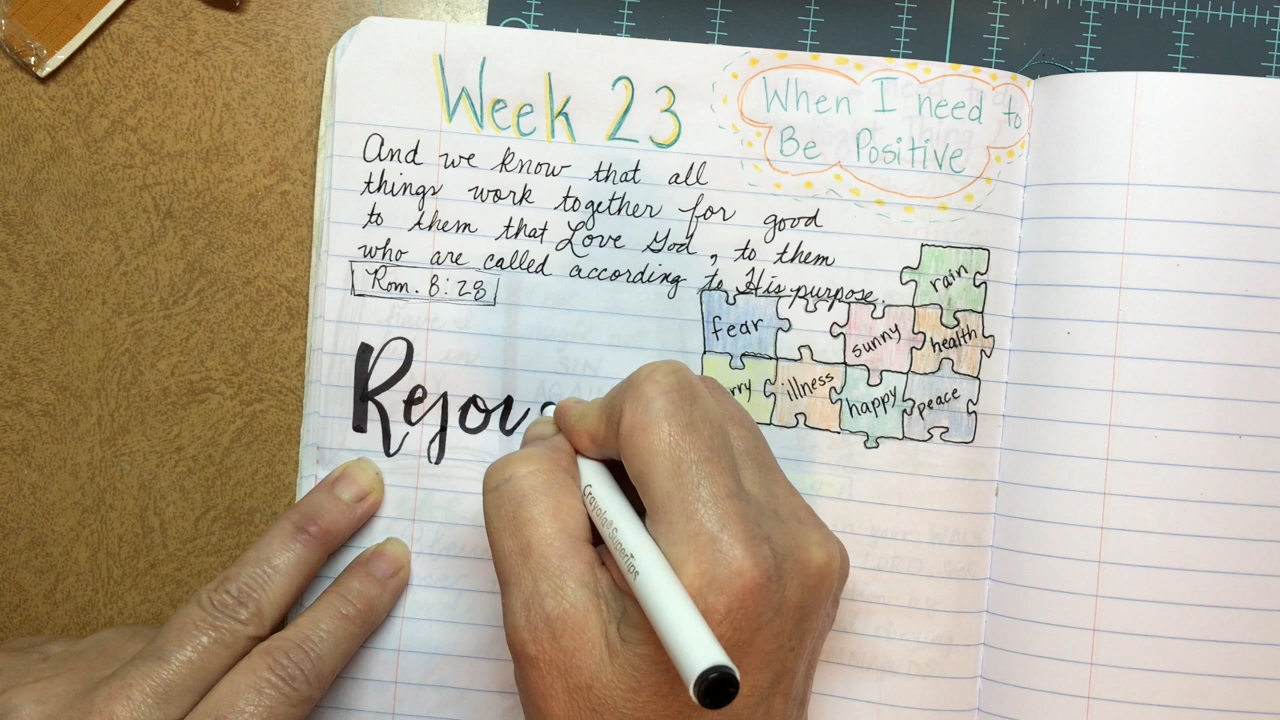 Week 23
When I need to
Be Positive
And we know that all
things work together for good
to them that Love God, to them
who are called according to His purpose.
Rom. 8:28
rain
fear
sunny
health
rry
illness
happy
peace
Rejoi
Crayola SuperTips